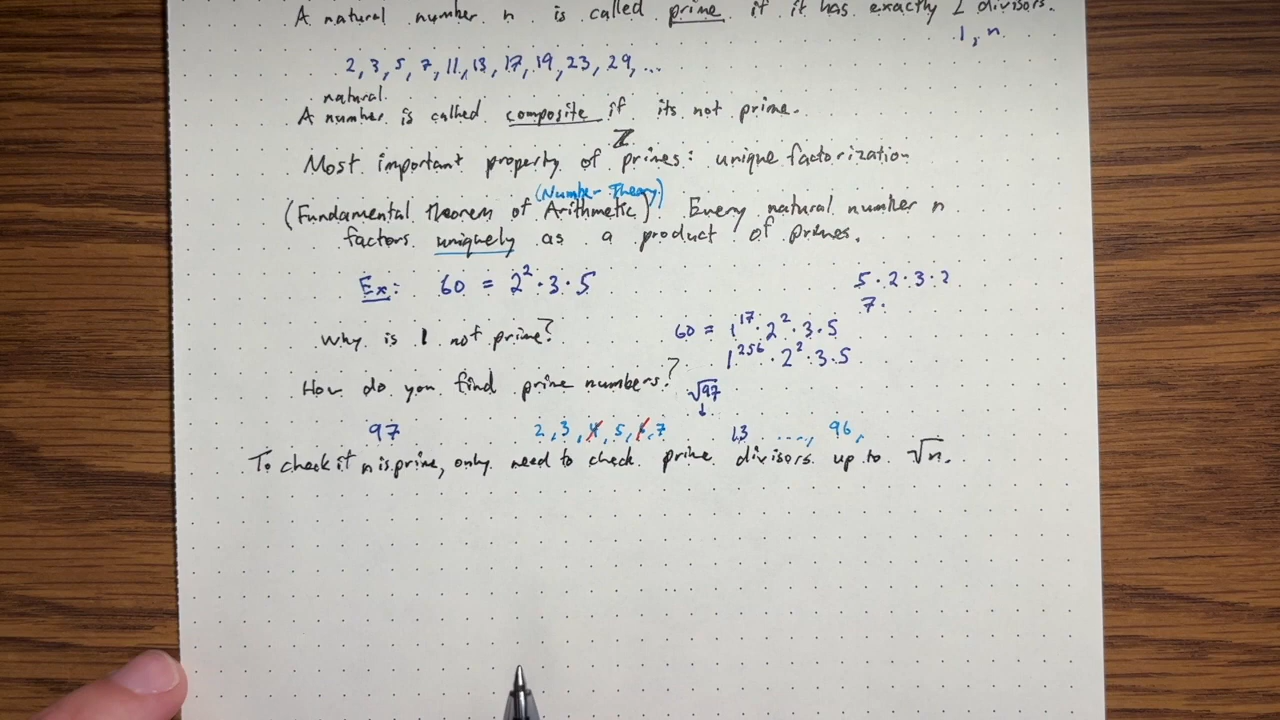 A natural number n is called prime if it has exactly 2 divisors.
1, n
2, 3, 5, 7, 11, 13, 17, 19, 23, 29, ...
natural
A number is called composite if its not prime.
ℤ
Most important property of primes: unique factorization
(Number Theory)
(Fundamental theorem of Arithmetic). Every natural number n
factors uniquely as a product of primes.
Ex: 60 = 2²·3·5
5·2·3·2
7·
Why is 1 not prime?
60 = 1¹⁷·2²·3·5
1²⁵⁶·2²·3·5
How do you find prime numbers?
√97
↓
97 2, 3, 4, 5, 6, 7 13 ...., 96,
To check if n is prime, only need to check prime divisors up to √n.